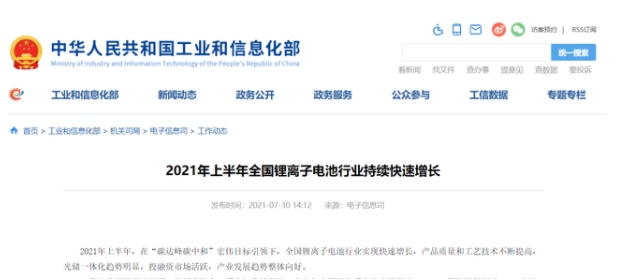 访客预约 | RSS订阅
中华人民共和国工业和信息化部
Ministry of Industry and Information Technology of the People's Republic of China
统一搜索
看新闻 找文件 查办事 提意见 查数据 要投诉
工业和信息化部 新闻动态 政务公开 政务服务 公众参与 工信数据 专题专栏
首页 > 工业和信息化部 > 机关司局 > 电子信息司 > 工作动态
2021年上半年全国锂离子电池行业持续快速增长
发布时间：2021-07-30 14:12 来源：电子信息司
2021年上半年，在“碳达峰碳中和”宏伟目标引领下，全国锂离子电池行业实现快速增长，产品质量和工艺技术不断提高，
光储一体化趋势明显，投融资市场活跃，产业发展趋势整体向好。